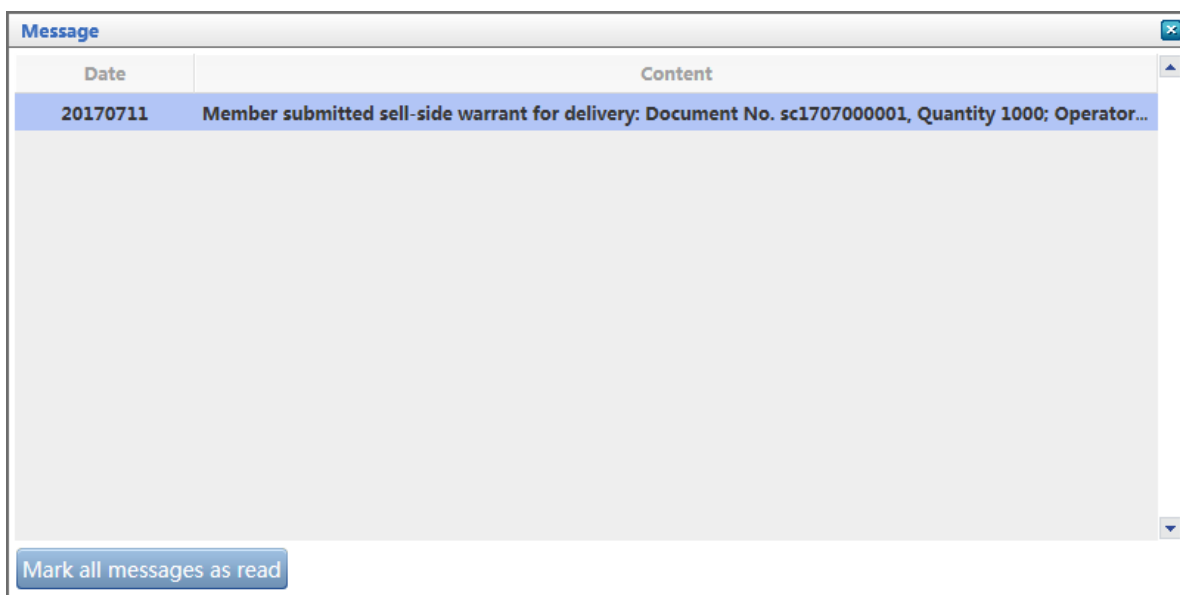 Message
Date Content
20170711 Member submitted sell-side warrant for delivery: Document No. sc1707000001, Quantity 1000; Operator...
Mark all messages as read